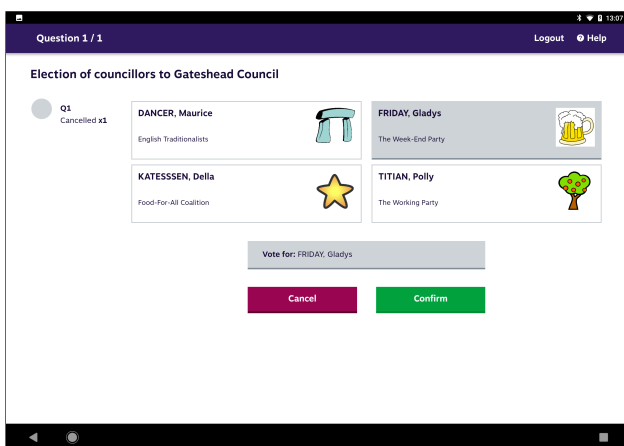 13:07
Question 1 / 1
Logout
Help
Election of councillors to Gateshead Council
Q1
Cancelled x1
DANCER, Maurice
English Traditionalists
FRIDAY, Gladys
The Week-End Party
KATESSSEN, Della
Food-For-All Coalition
TITIAN, Polly
The Working Party
Vote for: FRIDAY, Gladys
Cancel
Confirm